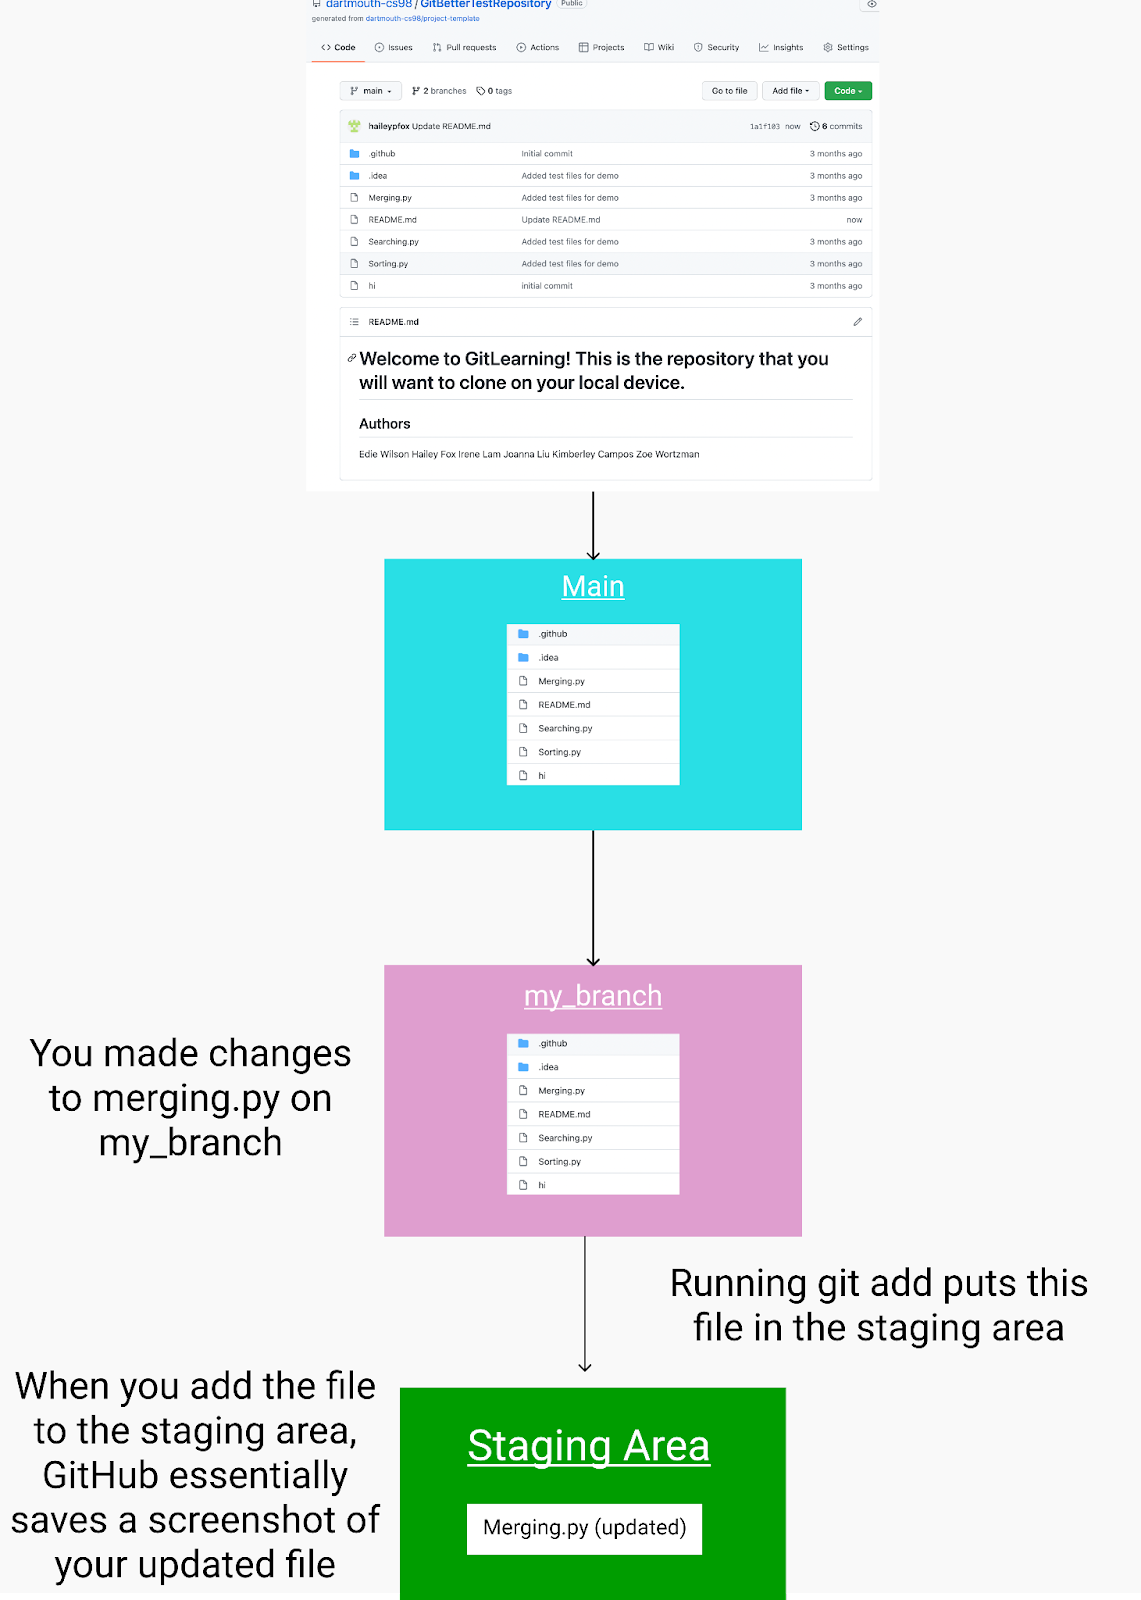 dartmouth-cs98 / GitBetterTestRepository Public
generated from dartmouth-cs98/project-template
<> Code Issues Pull requests Actions Projects Wiki Security Insights Settings
main 2 branches 0 tags Go to file Add file Code
haileypfox Update README.md 1a1f103 now 6 commits
.github Initial commit 3 months ago
.idea Added test files for demo 3 months ago
Merging.py Added test files for demo 3 months ago
README.md Update README.md now
Searching.py Added test files for demo 3 months ago
Sorting.py Added test files for demo 3 months ago
hi initial commit 3 months ago
README.md
Welcome to GitLearning! This is the repository that you
will want to clone on your local device.
Authors
Edie Wilson Hailey Fox Irene Lam Joanna Liu Kimberley Campos Zoe Wortzman
Main
.github
.idea
Merging.py
README.md
Searching.py
Sorting.py
hi
my_branch
.github
.idea
Merging.py
README.md
Searching.py
Sorting.py
hi
You made changes
to merging.py on
my_branch
Running git add puts this
file in the staging area
When you add the file
to the staging area,
GitHub essentially
saves a screenshot of
your updated file
Staging Area
Merging.py (updated)